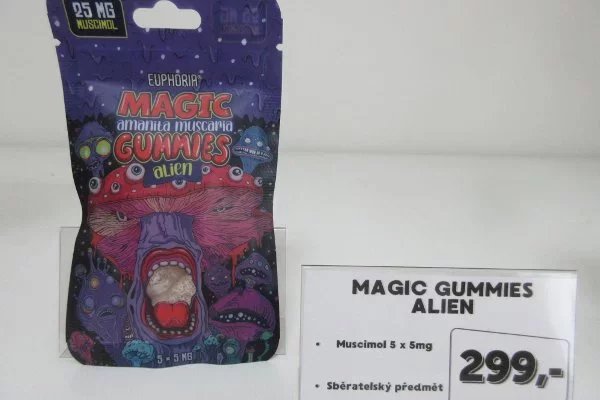 25 MG
MUSCIMOL
EUPHORIA®
MAGIC
amanita muscaria
GUMMIES
alien
5 × 5 MG
MAGIC GUMMIES
ALIEN
• Muscimol 5 x 5mg
• Sběratelský předmět
299,-